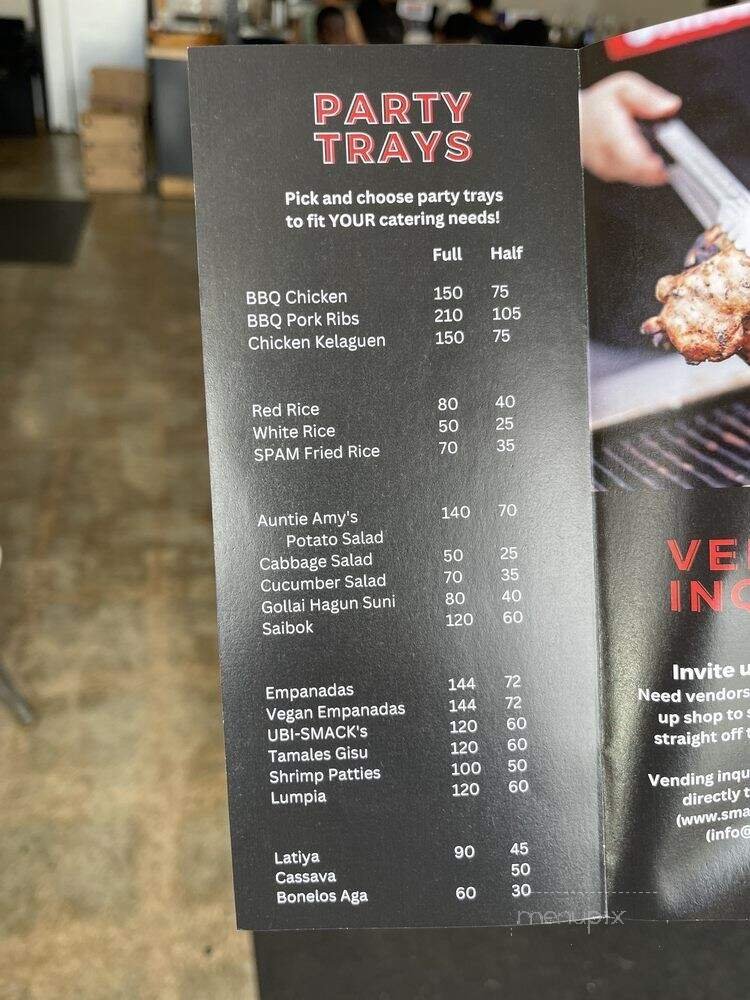 PARTY
TRAYS
Pick and choose party trays
to fit YOUR catering needs!
Full Half
BBQ Chicken 150 75
BBQ Pork Ribs 210 105
Chicken Kelaguen 150 75
Red Rice 80 40
White Rice 50 25
SPAM Fried Rice 70 35
Auntie Amy's 140 70
Potato Salad
Cabbage Salad 50 25
Cucumber Salad 70 35
Gollai Hagun Suni 80 40
Saibok 120 60
Empanadas 144 72
Vegan Empanadas 144 72
UBI-SMACK's 120 60
Tamales Gisu 120 60
Shrimp Patties 100 50
Lumpia 120 60
Latiya 90 45
Cassava 50
Bonelos Aga 60 30
Invite
Need vendors
up shop to
straight off
Vending
directly
(www.
(info@
menupix